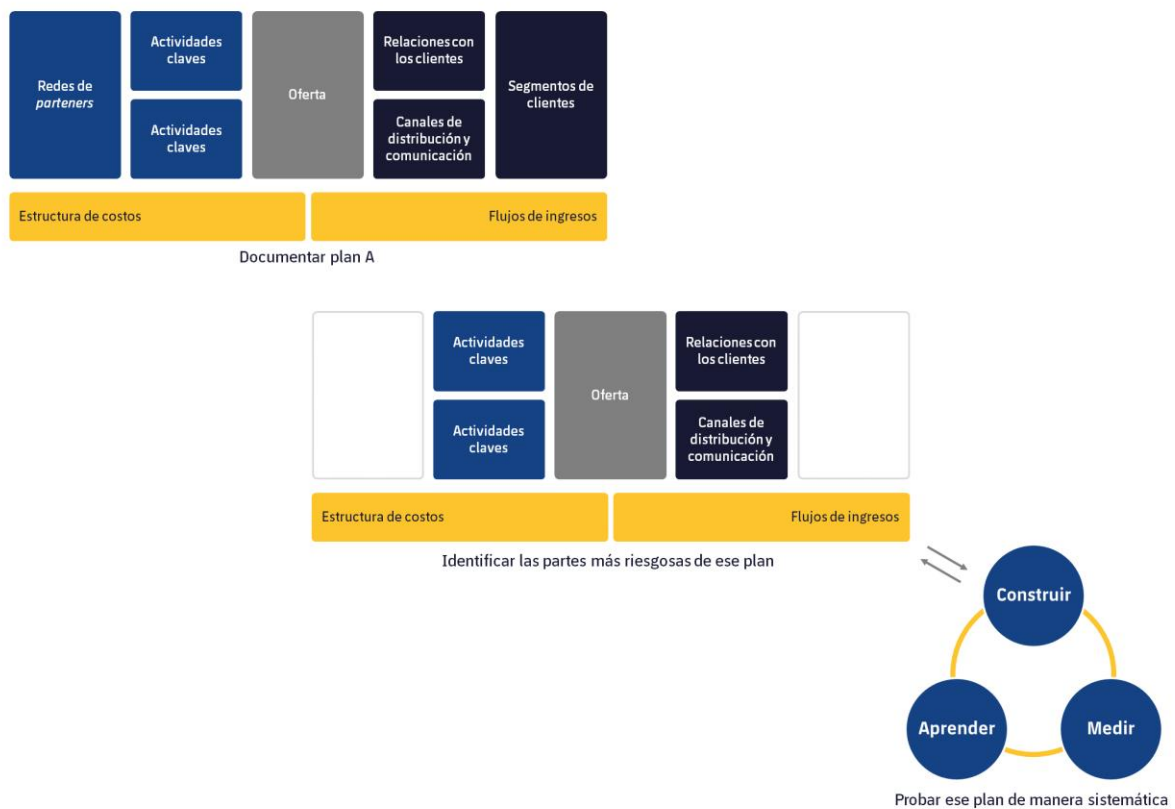 Redes de
parteners
Actividades
claves
Actividades
claves
Oferta
Relaciones con
los clientes
Canales de
distribución y
comunicación
Segmentos de
clientes
Estructura de costos
Flujos de ingresos
Documentar plan A
Actividades
claves
Actividades
claves
Oferta
Relaciones con
los clientes
Canales de
distribución y
comunicación
Estructura de costos
Flujos de ingresos
Identificar las partes más riesgosas de ese plan
Construir
Aprender
Medir
Probar ese plan de manera sistemática